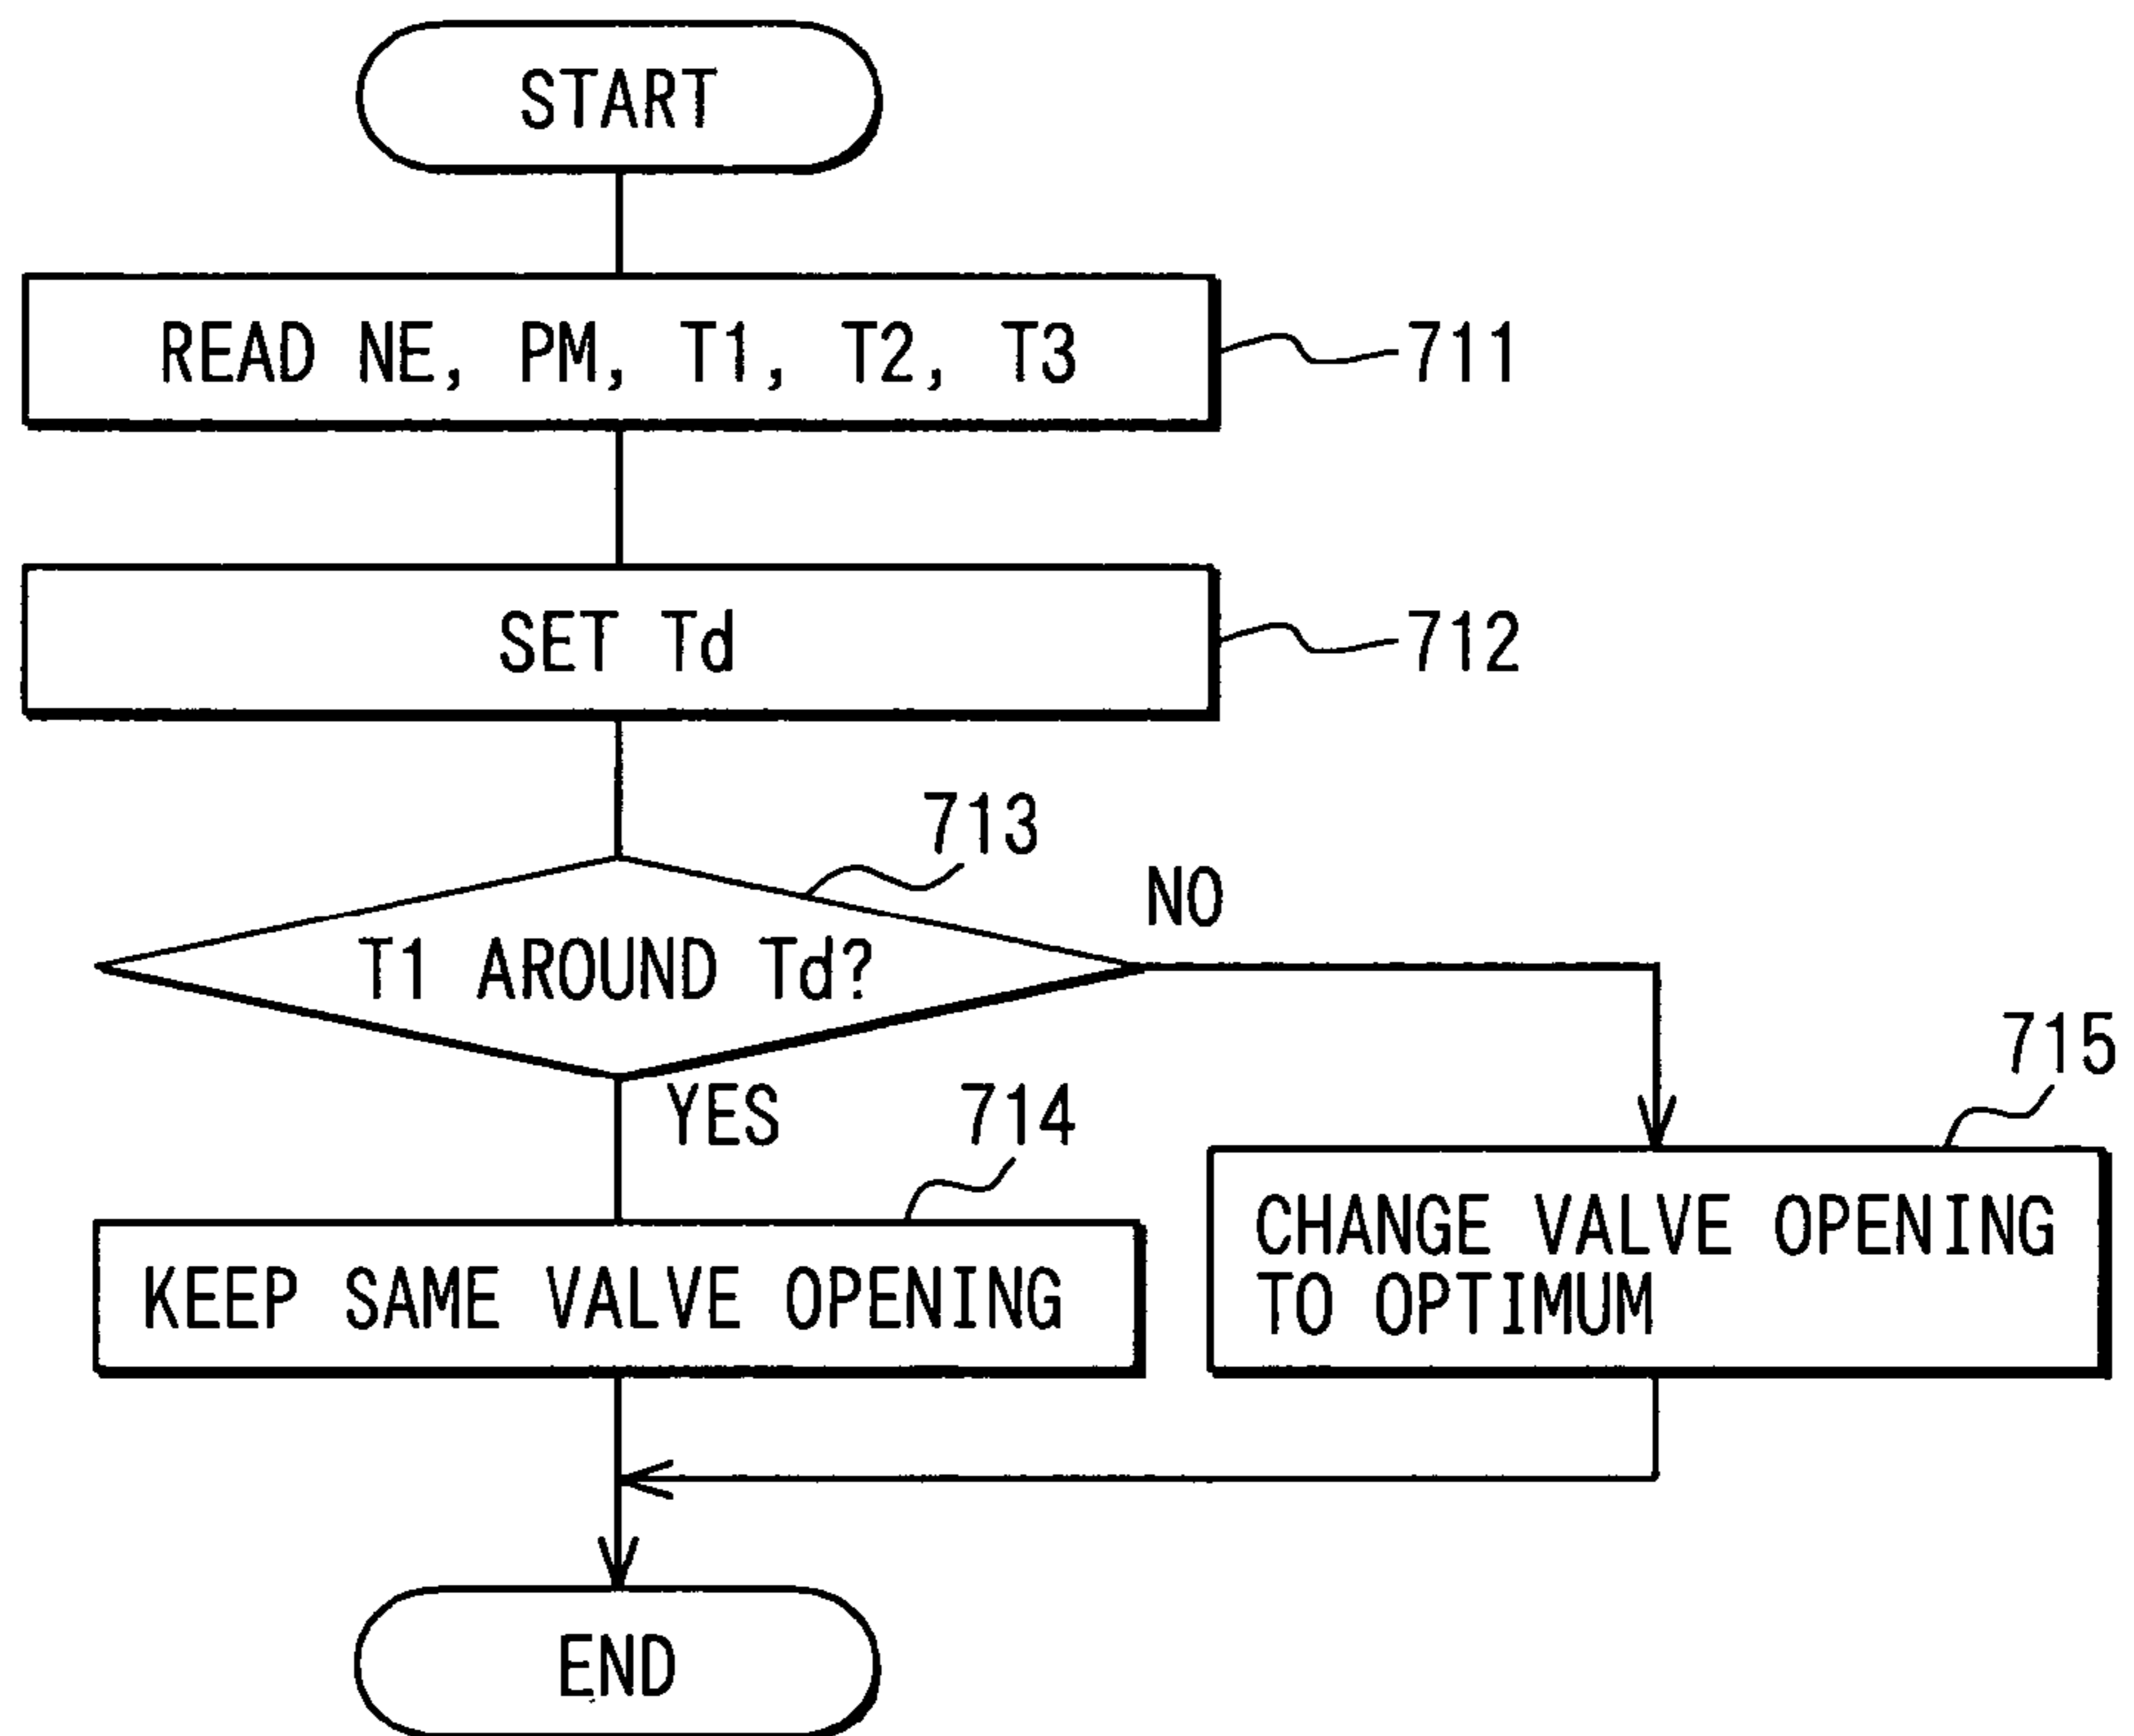 START
READ NE, PM, T1, T2, T3
711
SET Td
712
713
T1 AROUND Td?
NO
YES
714
KEEP SAME VALVE OPENING
715
CHANGE VALVE OPENING
TO OPTIMUM
END